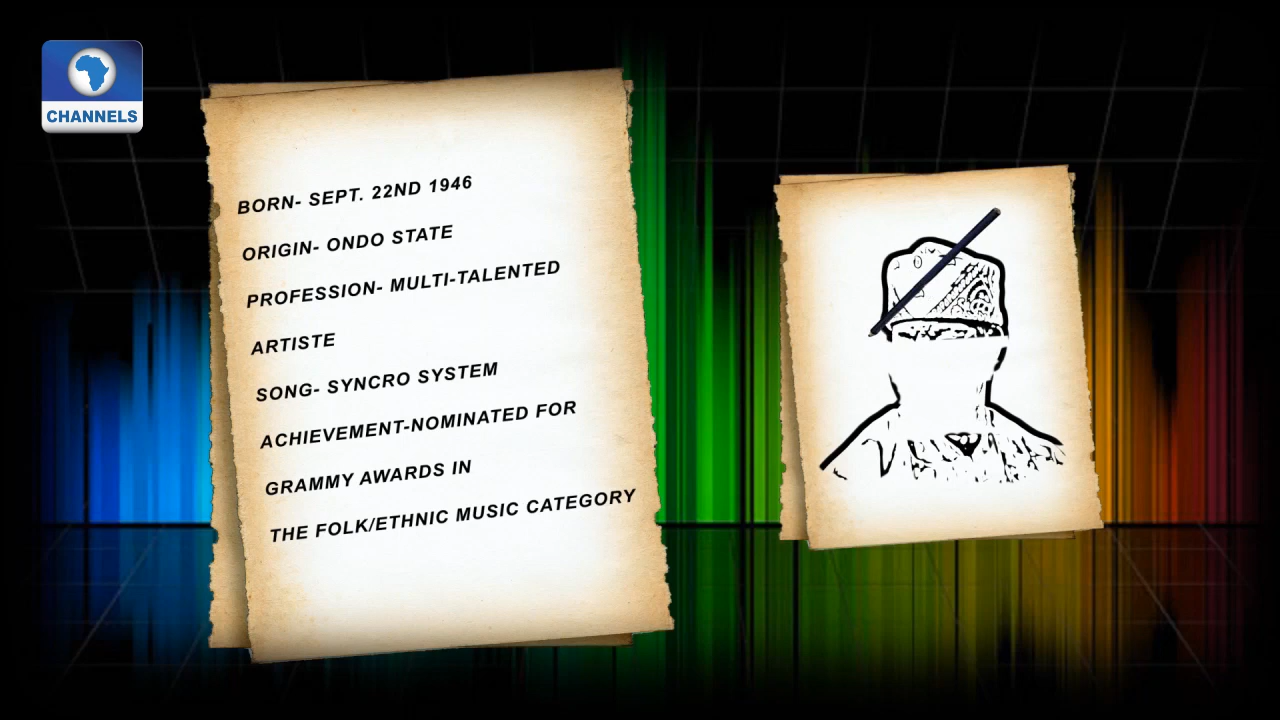 CHANNELS
BORN- SEPT. 22ND 1946
ORIGIN- ONDO STATE
PROFESSION- MULTI-TALENTED
ARTISTE
SONG- SYNCRO SYSTEM
ACHIEVEMENT-NOMINATED FOR
GRAMMY AWARDS IN
THE FOLK/ETHNIC MUSIC CATEGORY